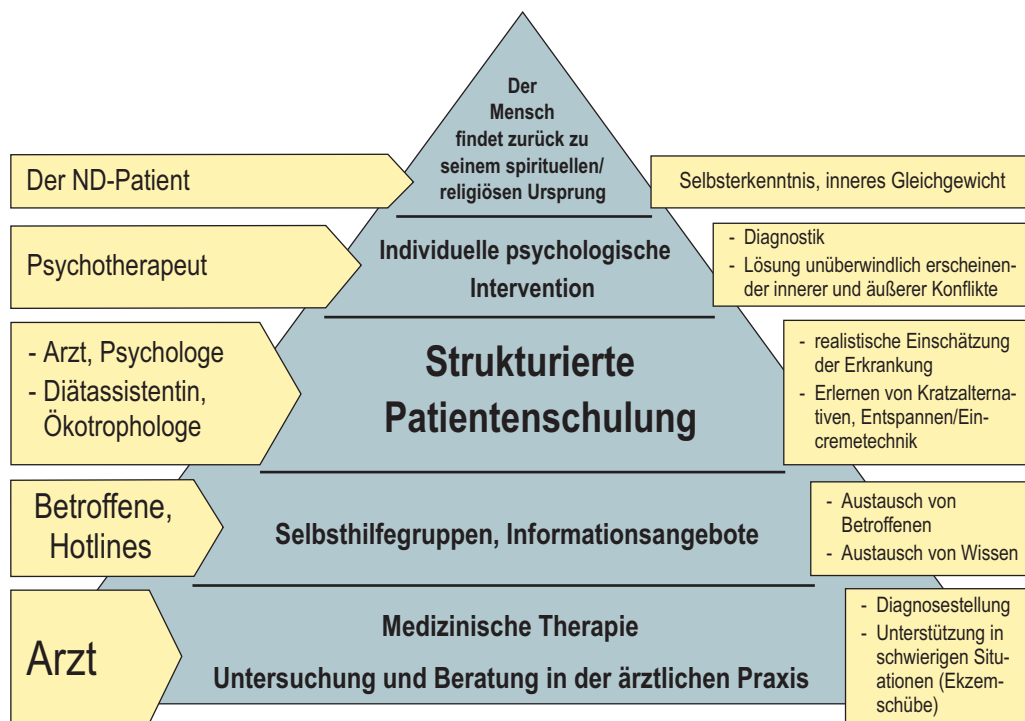 Der
Mensch
findet zurück zu
seinem spirituellen/
religiösen Ursprung
Der ND-Patient
Selbsterkenntnis, inneres Gleichgewicht
Psychotherapeut
Individuelle psychologische
Intervention
- Diagnostik
- Lösung unüberwindlich erscheinen-
der innerer und äußerer Konflikte
- Arzt, Psychologe
- Diätassistentin,
Ökotrophologe
Strukturierte
Patientenschulung
- realistische Einschätzung
der Erkrankung
- Erlernen von Kratzalterna-
tiven, Entspannen/Ein-
cremetechnik
Betroffene,
Hotlines
Selbsthilfegruppen, Informationsangebote
- Austausch von
Betroffenen
- Austausch von Wissen
Arzt
Medizinische Therapie
Untersuchung und Beratung in der ärztlichen Praxis
- Diagnosestellung
- Unterstützung in
schwierigen Situ-
ationen (Ekzem-
schübe)